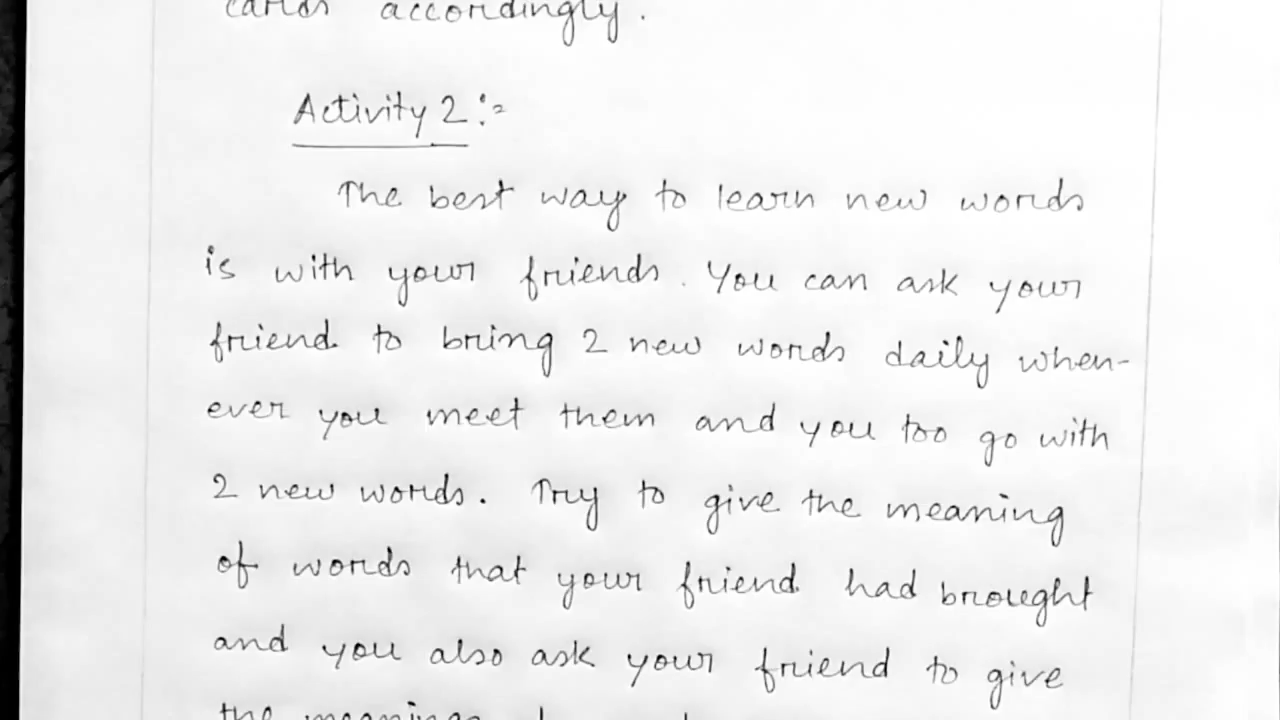 cards accordingly.
Activity 2 :-
The best way to learn new words
is with your friends. You can ask your
friend to bring 2 new words daily when-
ever you meet them and you too go with
2 new words. Try to give the meaning
of words that your friend had brought
and you also ask your friend to give
the meanings